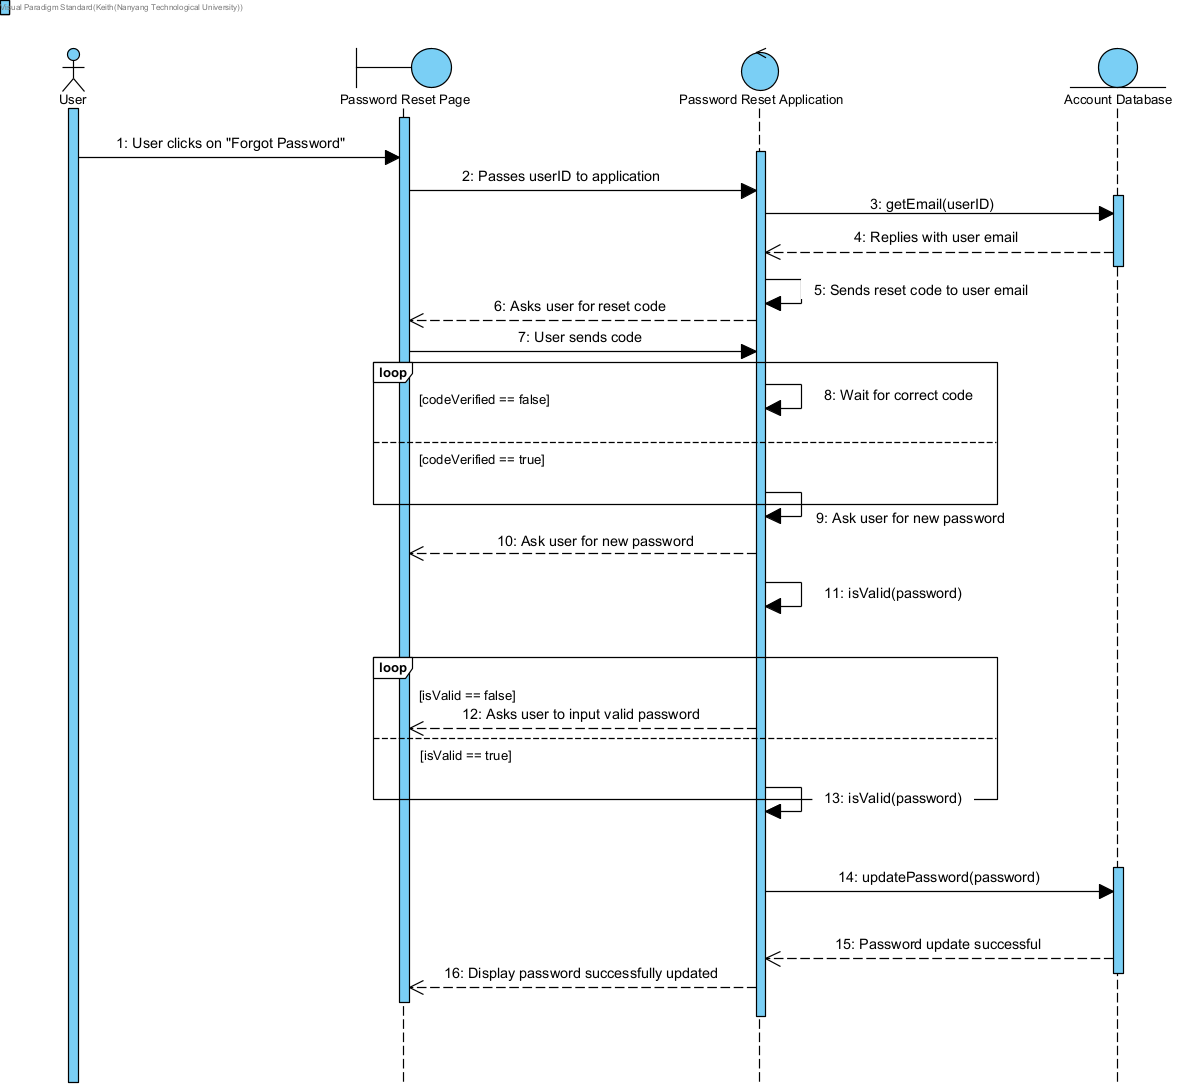 Visual Paradigm Standard(Keith(Nanyang Technological University))
User
Password Reset Page
Password Reset Application
Account Database
1: User clicks on "Forgot Password"
2: Passes userID to application
3: getEmail(userID)
4: Replies with user email
5: Sends reset code to user email
6: Asks user for reset code
7: User sends code
loop
[codeVerified == false]
8: Wait for correct code
[codeVerified == true]
9: Ask user for new password
10: Ask user for new password
11: isValid(password)
loop
[isValid == false]
12: Asks user to input valid password
[isValid == true]
13: isValid(password)
14: updatePassword(password)
15: Password update successful
16: Display password successfully updated